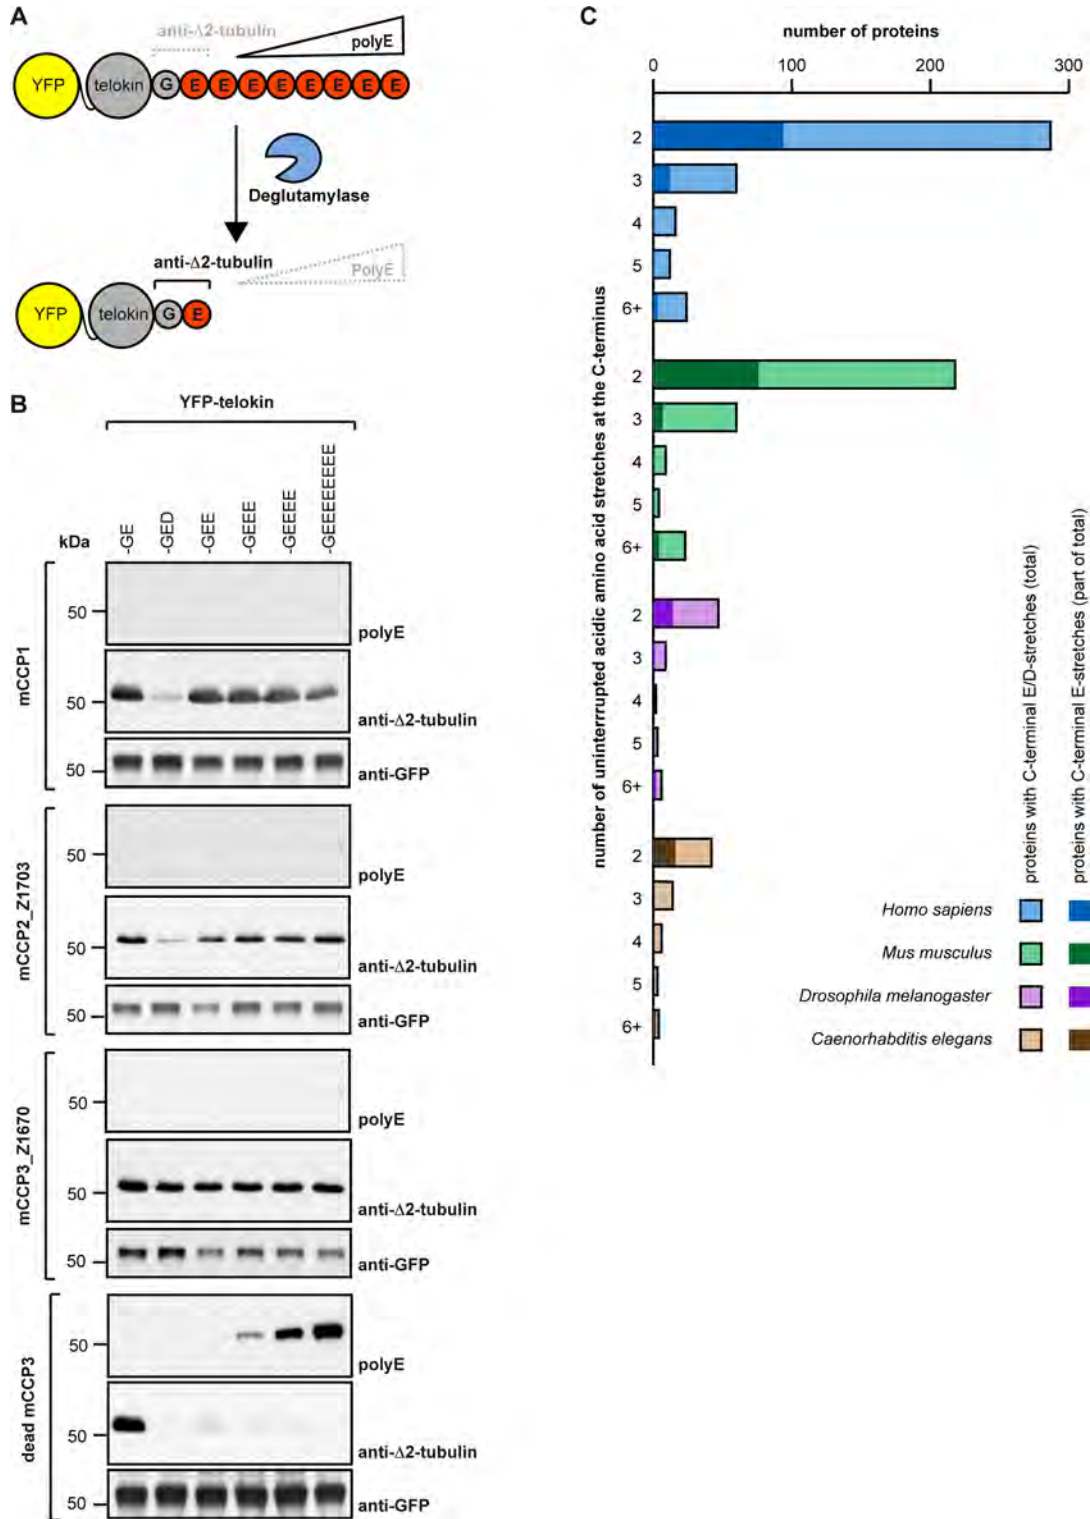 A
anti-Δ2-tubulin
polyE
YFP
telokin
G
E
E
E
E
E
E
E
E
E
Deglutamylase
anti-Δ2-tubulin
PolyE
YFP
telokin
G
E
B
YFP-telokin
kDa
-GE
-GED
-GEE
-GEEE
-GEEEE
-GEEEEEEEEE
mCCP1
50
polyE
50
anti-Δ2-tubulin
50
anti-GFP
mCCP2_Z1703
50
polyE
50
anti-Δ2-tubulin
50
anti-GFP
mCCP3_Z1670
50
polyE
50
anti-Δ2-tubulin
50
anti-GFP
dead mCCP3
50
polyE
50
anti-Δ2-tubulin
50
anti-GFP
C
number of proteins
0 100 200 300
number of uninterrrupted acidic amino acid stretches at the C-terminus
2
3
4
5
6+
2
3
4
5
6+
2
3
4
5
6+
2
3
4
5
6+
proteins with C-terminal E/D-stretches (total)
proteins with C-terminal E-stretches (part of total)
Homo sapiens
Mus musculus
Drosophila melanogaster
Caenorhabditis elegans